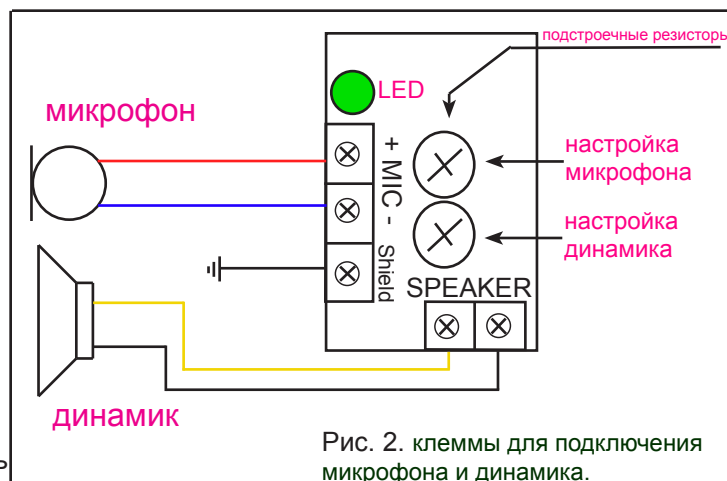 подстроечные резисторы
LED
микрофон
+ MIC -
Shield
настройка
микрофона
настройка
динамика
SPEAKER
динамик
Рис. 2. клеммы для подключения
микрофона и динамика.
ь